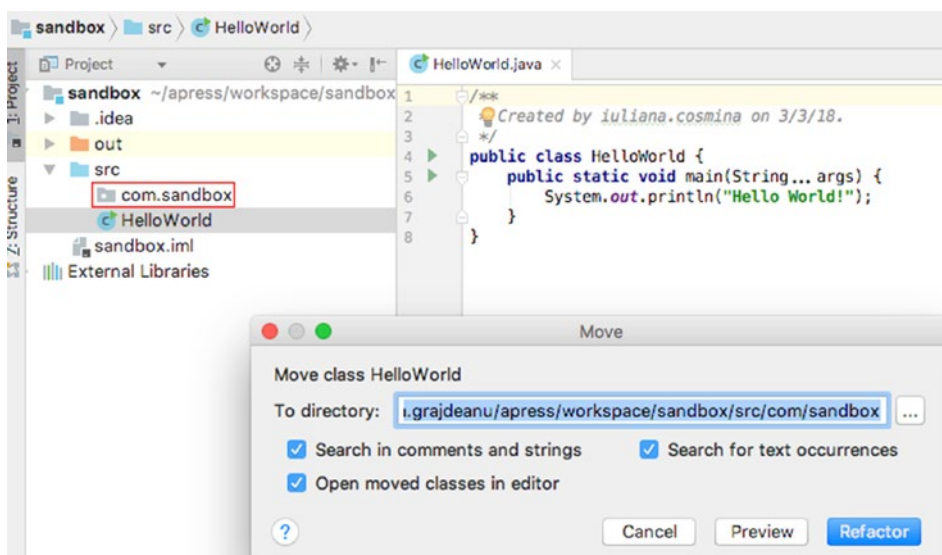 sandbox src HelloWorld
1: Project
Z: Structure
Project
sandbox ~/apress/workspace/sandbox
.idea
out
src
com.sandbox
HelloWorld
sandbox.iml
External Libraries
HelloWorld.java ×
1 /**
2 Created by iuliana.cosmina on 3/3/18.
3 */
4 public class HelloWorld {
5 public static void main(String... args) {
6 System.out.println("Hello World!");
7 }
8 }
Move
Move class HelloWorld
To directory: .grajdeanu/apress/workspace/sandbox/src/com/sandbox ...
Search in comments and strings Search for text occurrences
Open moved classes in editor
? Cancel Preview Refactor